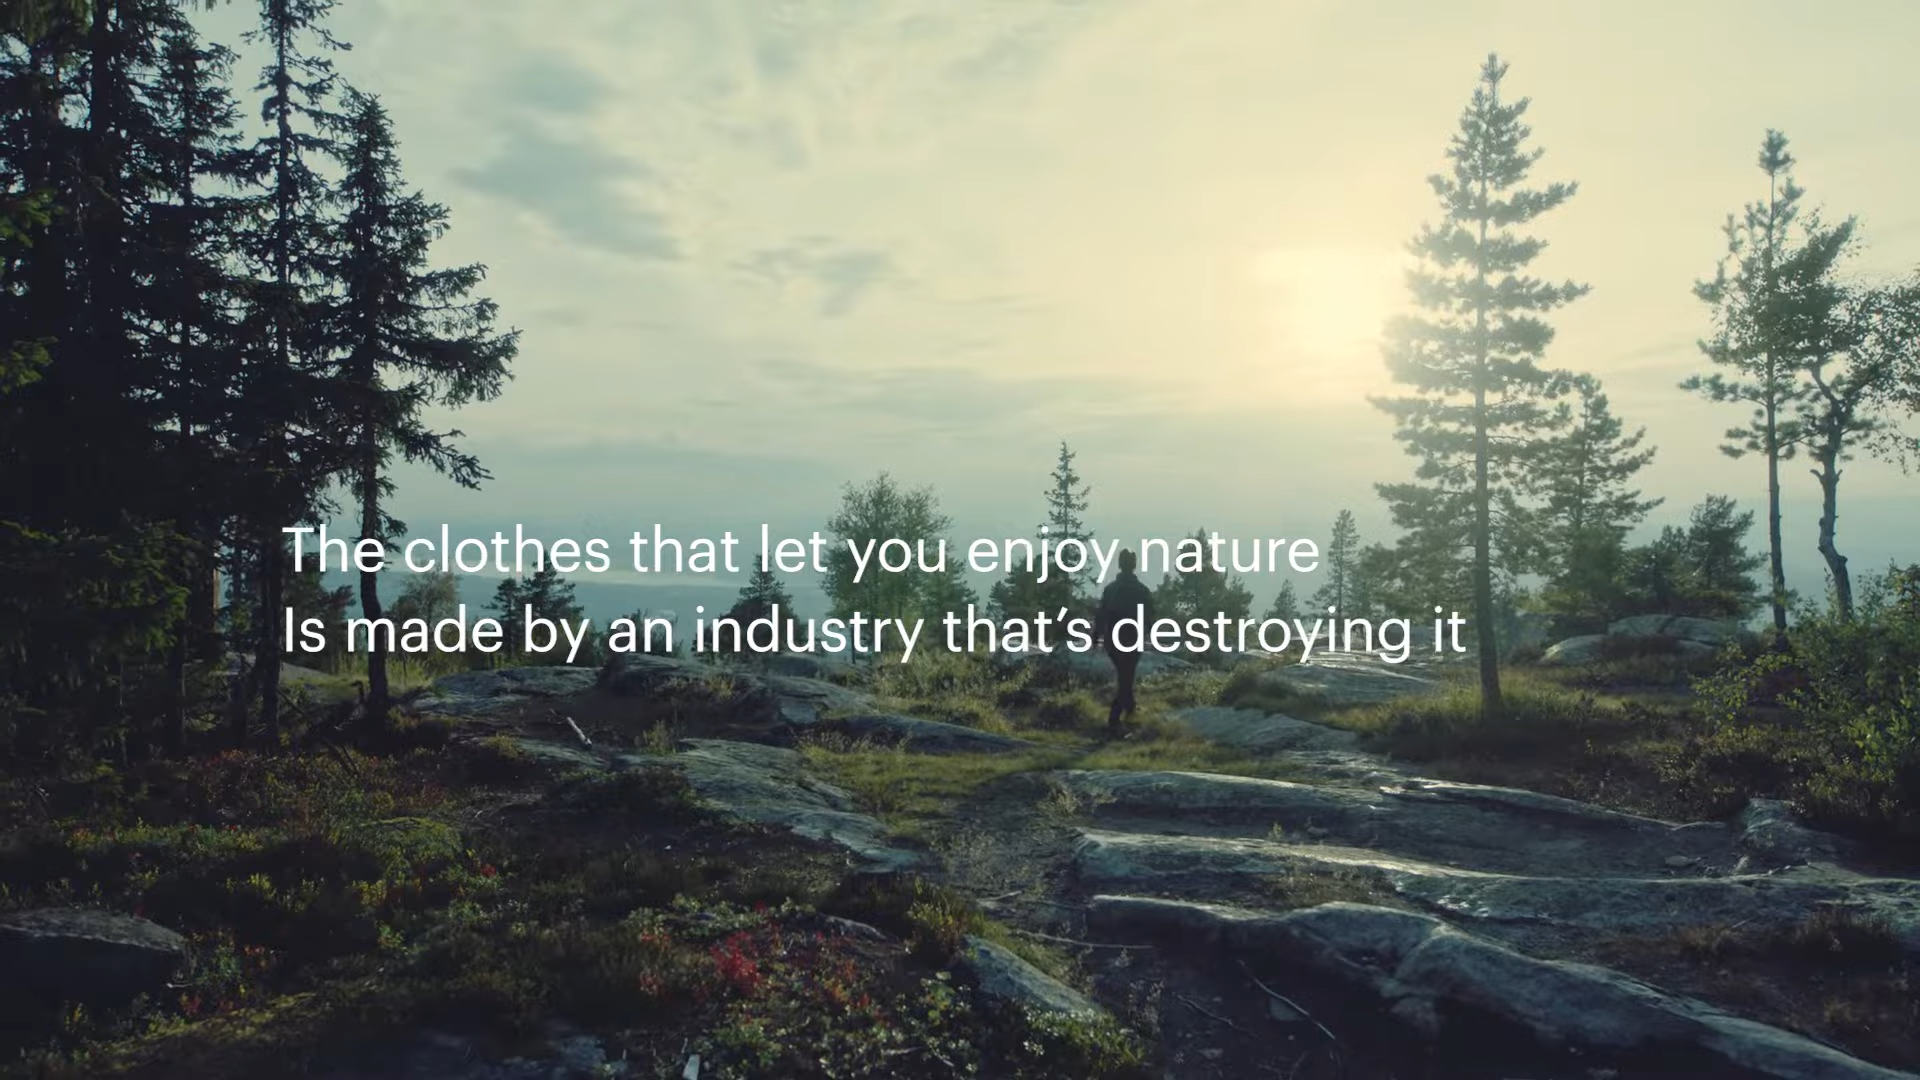 The clothes that let you enjoy nature
Is made by an industry that’s destroying it